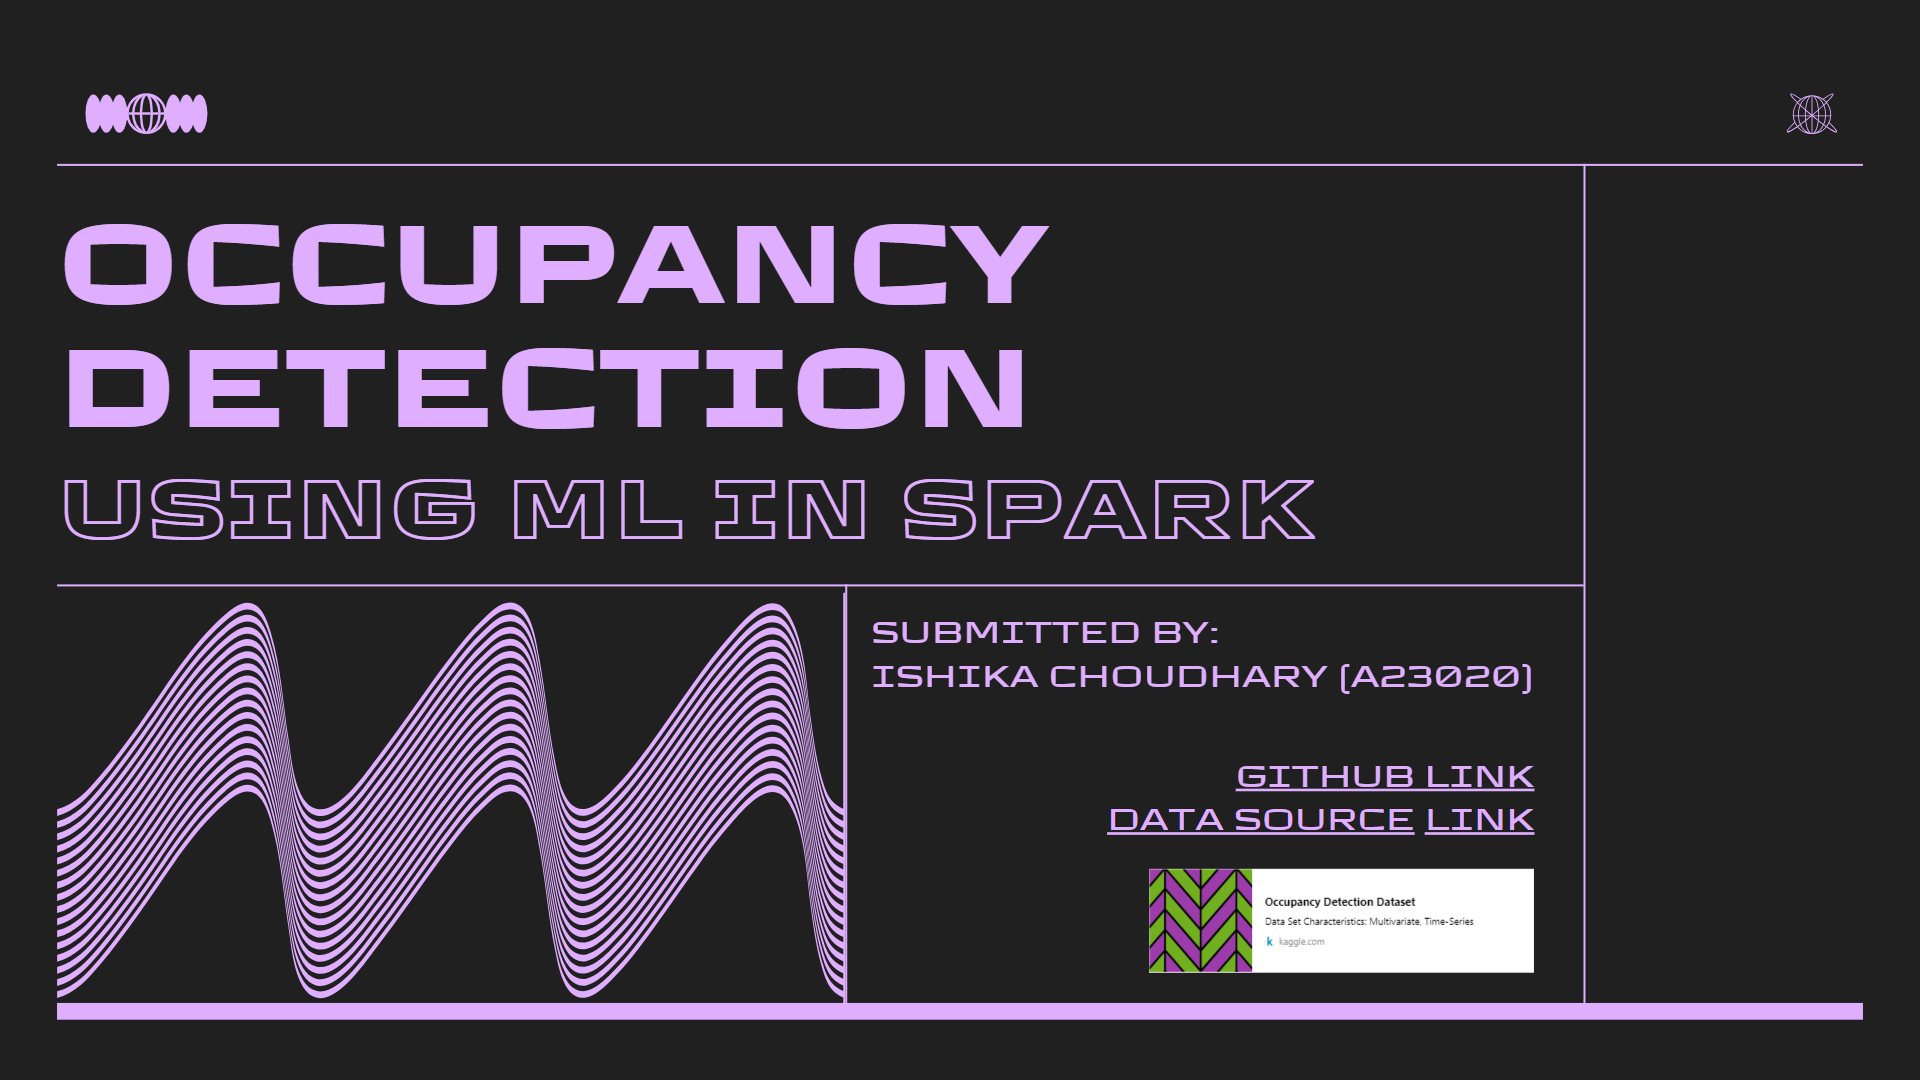 OCCUPANCY
DETECTION
USING ML IN SPARK
SUBMITTED BY:
ISHIKA CHOUDHARY (A23020)
GITHUB LINK
DATA SOURCE LINK
Occupancy Detection Dataset
Data Set Characteristics: Multivariate, Time-Series
k kaggle.com